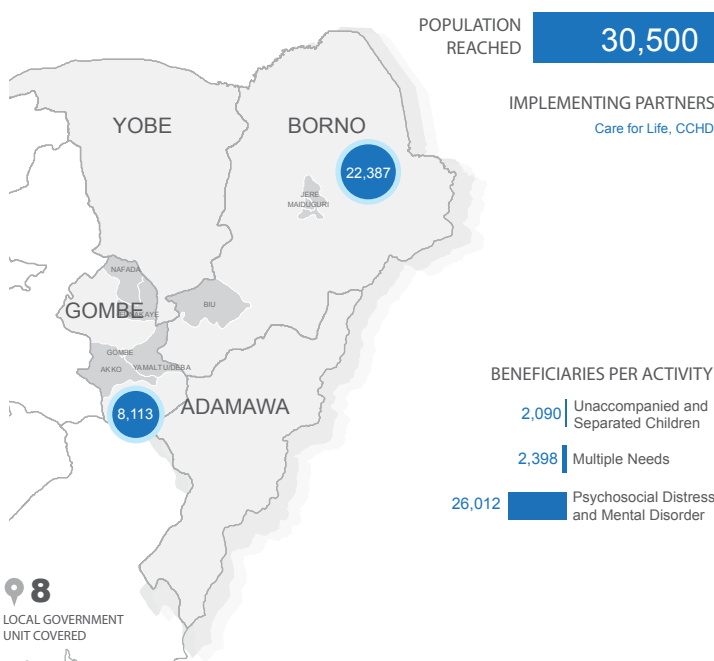 POPULATION
REACHED
30,500
IMPLEMENTING PARTNERS
Care for Life, CCHD
YOBE
BORNO
22,387
JERE
MAIDUGURI
NAFADA
GOMBE
BIU
GOMBE
AKKO
YAMALTU/DEBA
8,113
ADAMAWA
BENEFICIARIES PER ACTIVITY
2,090
Unaccompanied and
Separated Children
2,398
Multiple Needs
26,012
Psychosocial Distress
and Mental Disorder
8
LOCAL GOVERNMENT
UNIT COVERED